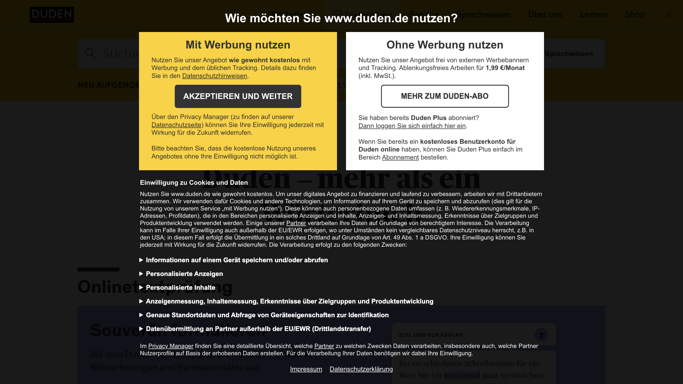 Wie möchten Sie www.duden.de nutzen?
DUDEN
Sprachwissen
Über uns
Lernen
Shop
Mit Werbung nutzen
Nutzen Sie unser Angebot wie gewohnt kostenlos mit
Werbung und dem üblichen Tracking. Details dazu finden
Sie in den Datenschutzhinweisen.
AKZEPTIEREN UND WEITER
Über den Privacy Manager (zu finden auf unserer
Datenschutzseite) können Sie Ihre Einwilligung jederzeit mit
Wirkung für die Zukunft widerrufen.
Bitte beachten Sie, dass die kostenlose Nutzung unseres
Angebotes ohne Ihre Einwilligung nicht möglich ist.
Ohne Werbung nutzen
Nutzen Sie unser Angebot frei von externen Werbebannern
und Tracking. Ablenkungsfreies Arbeiten für 1,99 €/Monat
(inkl. MwSt.).
MEHR ZUM DUDEN-ABO
Sie haben bereits Duden Plus abonniert?
Dann loggen Sie sich einfach hier ein.
Wenn Sie bereits ein kostenloses Benutzerkonto für
Duden online haben, können Sie Duden Plus einfach im
Bereich Abonnement bestellen.
Duden – mehr als ein
Einwilligung zu Cookies und Daten
Nutzen Sie www.duden.de wie gewohnt kostenlos. Um unser digitales Angebot zu finanzieren und laufend zu verbessern, arbeiten wir mit Drittanbietern
zusammen. Wir verwenden dafür Cookies und andere Technologien, um Informationen auf Ihrem Gerät zu speichern und abzurufen (dies gilt für die
Nutzung von unserem Service „mit Werbung nutzen"). Diese können auch personenbezogene Daten umfassen (z. B. Wiedererkennungsmerkmale, IP-
Adressen, Profildaten), die in den Bereichen personalisierte Anzeigen und Inhalte, Anzeigen- und Inhaltsmessung, Erkenntnisse über Zielgruppen und
Produktentwicklung verwendet werden. Einige unserer Partner verarbeiten Ihre Daten auf Grundlage von berechtigtem Interesse. Die Verarbeitung
kann im Falle Ihrer Einwilligung auch außerhalb der EU/EWR erfolgen, wo unter Umständen kein vergleichbares Datenschutzniveau herrscht, z.B. in
den USA; in diesem Fall erfolgt die Übermittlung in ein solches Drittland auf Grundlage von Art. 49 Abs. 1 a DSGVO. Ihre Einwilligung können Sie
jederzeit mit Wirkung für die Zukunft widerrufen. Die Verarbeitung erfolgt zu den folgenden Zwecken:
Informationen auf einem Gerät speichern und/oder abrufen
Personalisierte Anzeigen
Personalisierte Inhalte
Anzeigenmessung, Inhaltemessung, Erkenntnisse über Zielgruppen und Produktentwicklung
Genaue Standortdaten und Abfrage von Geräteeigenschaften zur Identifikation
Datenübermittlung an Partner außerhalb der EU/EWR (Drittlandstransfer)
Im Privacy Manager finden Sie eine detaillierte Übersicht, welche Partner zu welchen Zwecken Daten verarbeiten, insbesondere auch, welche Partner
Nutzerprofile auf Basis der erhobenen Daten erstellen. Für die Verarbeitung Ihrer Daten benötigen wir dabei Ihre Einwilligung.
Impressum Datenschutzerklärung